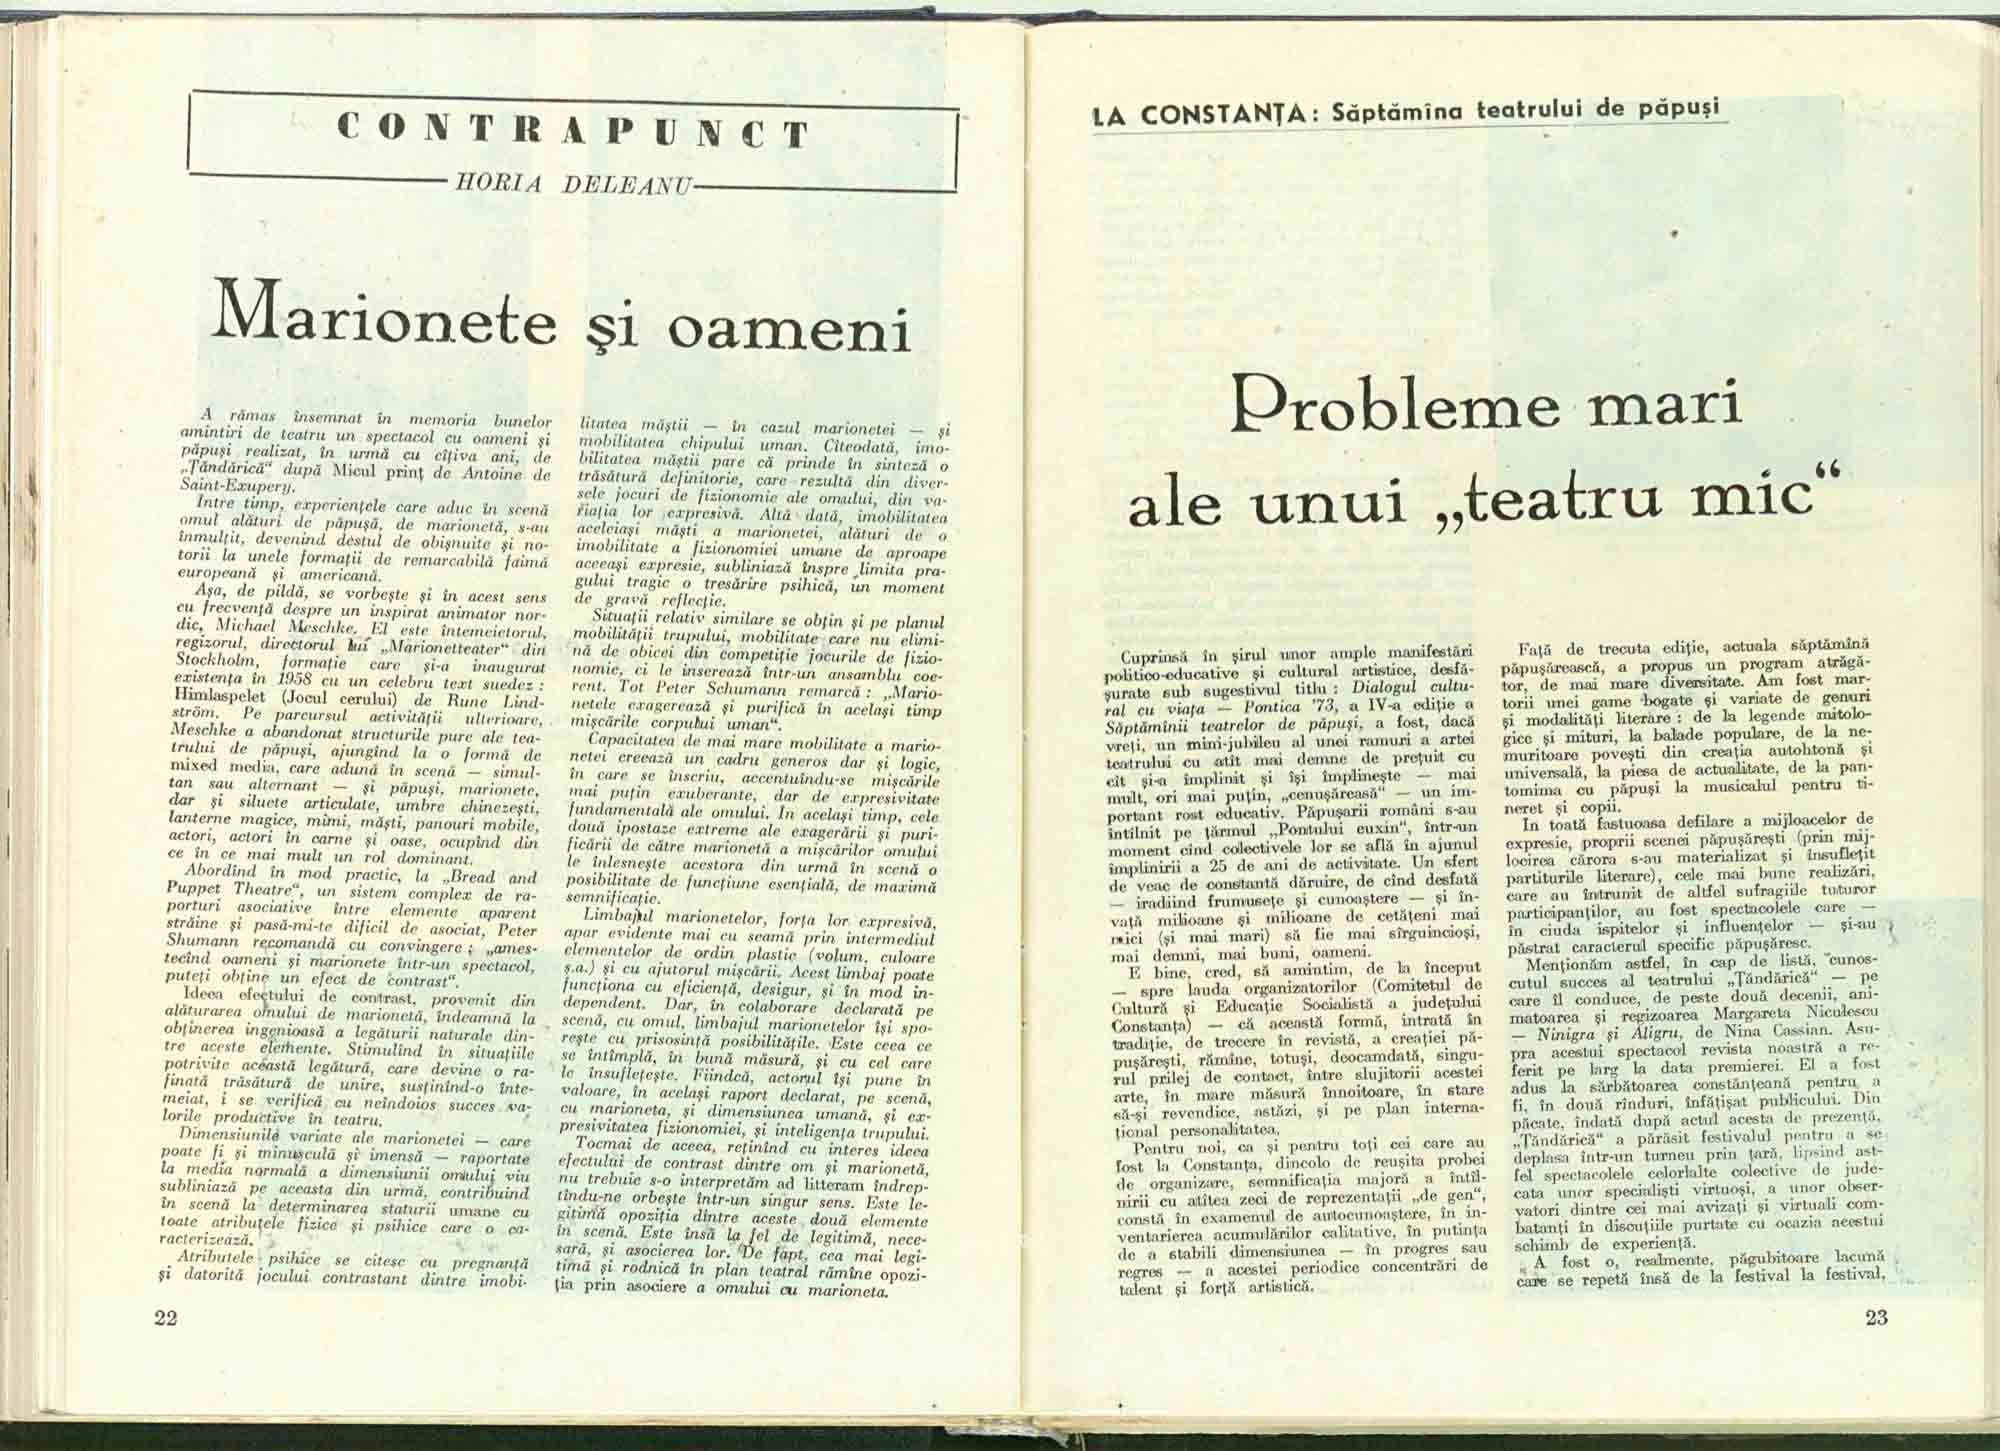 CONTRAPUNCT
HORIA DELEANU
Marionete şi oameni
A rămas însemnat în memoria bunelor
amintiri de teatru un spectacol cu oameni şi
păpuşi realizat, în urmă cu cîţiva ani, de
„Ţăndărică“ după Micul prinţ de Antoine de
Saint-Exupery.
Intre timp, experienţele care aduc în scenă
omul alături de păpuşă, de marionetă, s-au
înmulţit, devenind destul de obişnuite şi no-
torii la unele formaţii de remarcabilă faimă
europeană şi americană.
Aşa, de pildă, se vorbeşte şi în acest sens
cu frecvenţă despre un inspirat animator nor-
dic, Michael Meschke. El este întemeietorul,
regizorul, directorul lui „Marionetteater“ din
Stockholm, formaţie care şi-a inaugurat
existenţa în 1958 cu un celebru text suedez :
Himlaspelet (Jocul cerului) de Rune Lind-
ström. Pe parcursul activităţii ulterioare,
Meschke a abandonat structurile pure ale tea-
trului de păpuşi, ajungînd la o formă de
mixed media, care adună în scenă — simul-
tan sau alternant — şi păpuşi, marionete,
dar şi siluete articulate, umbre chinezeşti,
lanterne magice, mimi, măşti, panouri mobile,
actori, actori în carne şi oase, ocupînd din
ce în ce mai mult un rol dominant.
Abordînd în mod practic, la „Bread and
Puppet Theatre“, un sistem complex de ra-
porturi asociative între elemente aparent
străine şi pasă-mi-te dificil de asociat, Peter
Shumann recomandă cu convingere : „ames-
tecînd oameni şi marionete într-un spectacol,
puteţi obţine un efect de contrast“.
Ideea efectului de contrast, provenit din
alăturarea omului de marionetă, îndeamnă la
obţinerea ingenioasă a legăturii naturale din-
tre aceste elemente. Stimulînd în situaţiile
potrivite această legătură, care devine o ra-
finată trăsătură de unire, susţinînd-o înte-
meiat, i se verifică cu neîndoios succes va-
lorile productive în teatru.
Dimensiunile variate ale marionetei — care
poate fi şi minusculă şi imensă — raportate
la media normală a dimensiunii omului viu
subliniază pe aceasta din urmă, contribuind
în scenă la determinarea staturii umane cu
toate atributele fizice şi psihice care o ca-
racterizează.
Atributele psihice se citesc cu pregnanţă
şi datorită jocului contrastant dintre imobi-
litatea măştii — în cazul marionetei — şi
mobilitatea chipului uman. Cîteodată, imo-
bilitatea măştii pare că prinde în sinteză o
trăsătură definitorie, care rezultă din diver-
sele jocuri de fizionomie ale omului, din va-
riaţia lor expresivă. Altă dată, imobilitatea
aceleiaşi măşti a marionetei, alături de o
imobilitate a fizionomiei umane de aproape
aceeaşi expresie, subliniază înspre limita pra-
gului tragic o tresărire psihică, un moment
de gravă reflecţie.
Situaţii relativ similare se obţin şi pe planul
mobilităţii trupului, mobilitate care nu elimi-
nă de obicei din competiţie jocurile de fizio-
nomie, ci le inserează într-un ansamblu coe-
rent. Tot Peter Schumann remarcă : „Mario-
netele exagerează şi purifică în acelaşi timp
mişcările corpului uman“.
Capacitatea de mai mare mobilitate a mario-
netei creează un cadru generos dar şi logic,
în care se înscriu, accentuîndu-se mişcările
mai puţin exuberante, dar de expresivitate
fundamentală ale omului. In acelaşi timp, cele
două ipostaze extreme ale exagerării şi puri-
ficării de către marionetă a mişcărilor omului
le înlesneşte acestora din urmă în scenă o
posibilitate de funcţiune esenţială, de maximă
semnificaţie.
Limbajul marionetelor, forţa lor expresivă,
apar evidente mai cu seamă prin intermediul
elementelor de ordin plastic (volum, culoare
ş.a.) şi cu ajutorul mişcării. Acest limbaj poate
funcţiona cu eficienţă, desigur, şi în mod in-
dependent. Dar, în colaborare declarată pe
scenă, cu omul, limbajul marionetelor îşi spo-
reşte cu prisosinţă posibilităţile. Este ceea ce
se întîmplă, în bună măsură, şi cu cel care
le însufleţeşte. Fiindcă, actorul îşi pune în
valoare, în acelaşi raport declarat, pe scenă,
cu marioneta, şi dimensiunea umană, şi ex-
presivitatea fizionomiei, şi inteligenţa trupului.
Tocmai de aceea, reţinînd cu interes ideea
efectului de contrast dintre om şi marionetă,
nu trebuie s-o interpretăm ad litteram îndrep-
tîndu-ne orbeşte într-un singur sens. Este le-
gitimă opoziţia dintre aceste două elemente
în scenă. Este însă la fel de legitimă, nece-
sară, şi asocierea lor. De fapt, cea mai legi-
timă şi rodnică în plan teatral rămîne opozi-
ţia prin asociere a omului cu marioneta.
22
LA CONSTANŢA : Săptămîna teatrului de păpuşi
Probleme mari
ale unui „teatru mic“
Cuprinsă în şirul unor ample manifestări
politico-educative şi cultural artistice, desfă-
şurate sub sugestivul titlu : Dialogul cultu-
ral cu viaţa — Pontica '73, a IV-a ediţie a
Săptămînii teatrelor de păpuşi, a fost, dacă
vreţi, un mini-jubileu al unei ramuri a artei
teatrului cu atît mai demne de preţuit cu
cît şi-a împlinit şi îşi împlineşte — mai
mult, ori mai puţin, „cenuşăreasă“ — un im-
portant rost educativ. Păpuşarii români s-au
întîlnit pe ţărmul „Pontului euxin“, într-un
moment cînd colectivele lor se află în ajunul
împlinirii a 25 de ani de activitate. Un sfert
de veac de constantă dăruire, de cînd desfată
— iradiind frumuseţe şi cunoaştere — şi în-
vaţă milioane şi milioane de cetăţeni mai
mici (şi mai mari) să fie mai sîrguincioşi,
mai demni, mai buni, oameni.
E bine, cred, să amintim, de la început
— spre lauda organizatorilor (Comitetul de
Cultură şi Educaţie Socialistă a judeţului
Constanţa) — că această formă, intrată în
tradiţie, de trecere în revistă, a creaţiei pă-
puşăreşti, rămîne, totuşi, deocamdată, singu-
rul prilej de contact, între slujitorii acestei
arte, în mare măsură înnoitoare, în stare
să-şi revendice, astăzi, şi pe plan interna-
ţional personalitatea.
Pentru noi, ca şi pentru toţi cei care au
fost la Constanţa, dincolo de reuşita probei
de organizare, semnificaţia majoră a întîl-
nirii cu atîtea zeci de reprezentaţii „de gen“,
constă în examenul de autocunoaştere, în in-
ventarierea acumulărilor calitative, în putinţa
de a stabili dimensiunea — în progres sau
regres — a acestei periodice concentrări de
talent şi forţă artistică.
Faţă de trecuta ediţie, actuala săptămînă
păpuşărească, a propus un program atrăgă-
tor, de mai mare diversitate. Am fost mar-
torii unei game bogate şi variate de genuri
şi modalităţi literare : de la legende mitolo-
gice şi mituri, la balade populare, de la ne-
muritoare poveşti din creaţia autohtonă şi
universală, la piesa de actualitate, de la pan-
tomima cu păpuşi la musicalul pentru ti-
neret şi copii.
In toată fastuoasa defilare a mijloacelor de
expresie, proprii scenei păpuşăreşti (prin mij-
locirea cărora s-au materializat şi însufleţit
partiturile literare), cele mai bune realizări,
care au întrunit de altfel sufragiile tuturor
participanţilor, au fost spectacolele care —
în ciuda ispitelor şi influenţelor — şi-au
păstrat caracterul specific păpuşăresc.
Menţionăm astfel, în cap de listă, cunos-
cutul succes al teatrului „Ţăndărică“ — pe
care îl conduce, de peste două decenii, ani-
matoarea şi regizoarea Margareta Niculescu
— Ninigra şi Aligru, de Nina Cassian. Asu-
pra acestui spectacol revista noastră a re-
ferit pe larg la data premierei. El a fost
adus la sărbătoarea constănţeană pentru a
fi, în două rînduri, înfăţişat publicului. Din
păcate, îndată după actul acesta de prezenţă,
„Ţăndărică“ a părăsit festivalul pentru a se
deplasa într-un turneu prin ţară, lipsind ast-
fel spectacolele celorlalte colective de jude-
cata unor specialişti virtuoşi, a unor obser-
vatori dintre cei mai avizaţi şi virtuali com-
batanţi în discuţiile purtate cu ocazia acestui
schimb de experienţă.
A fost o, realmente, păgubitoare lacună
care se repetă însă de la festival la festival,
23